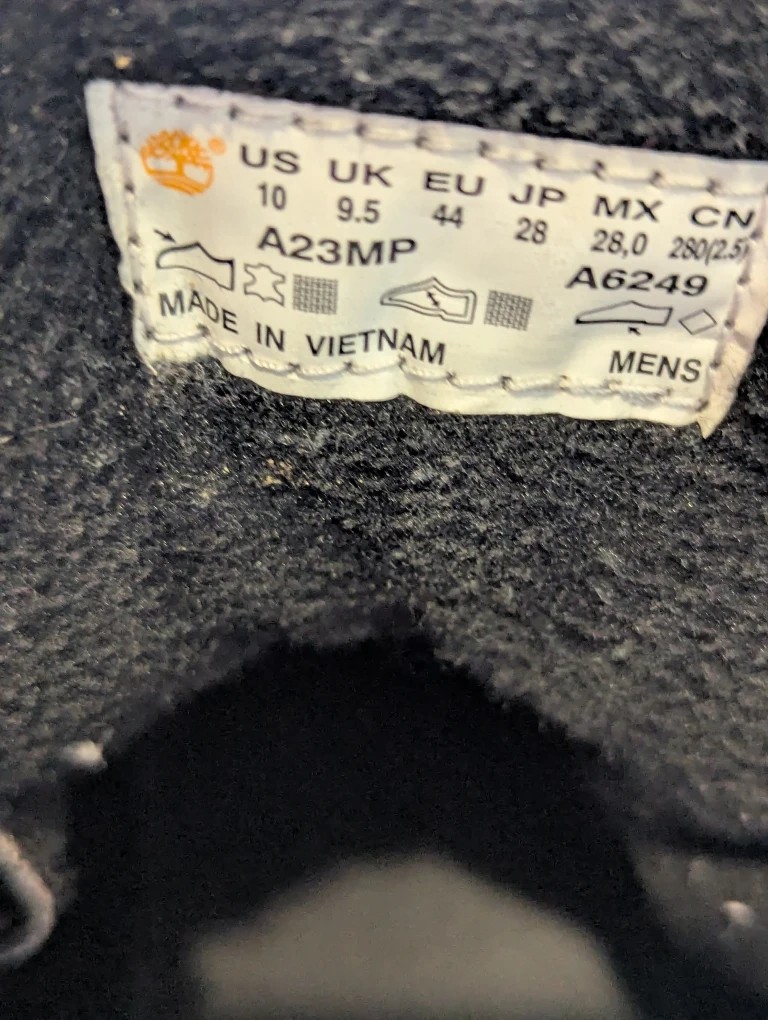 ® US UK EU JP MX CN
10 9.5 44 28 28,0 280(2.5)
A23MP A6249
MADE IN VIETNAM MENS